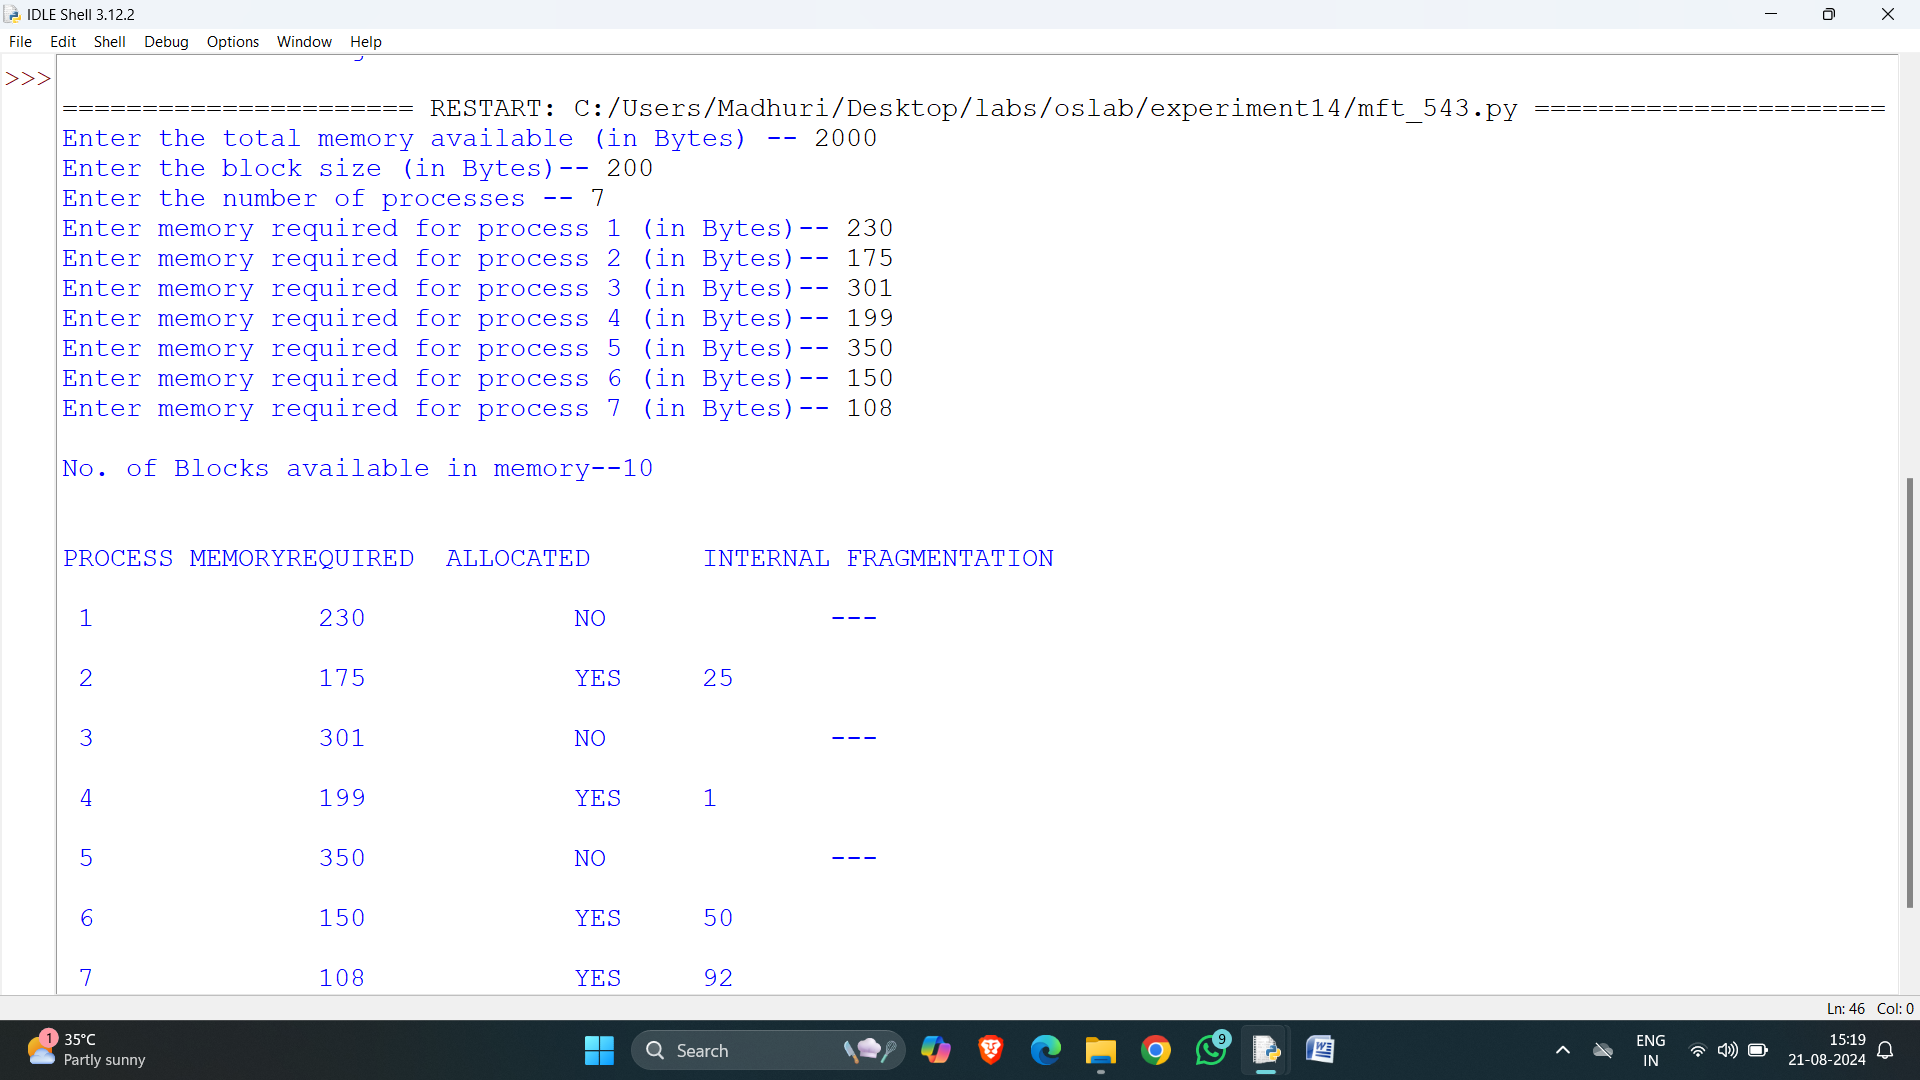 IDLE Shell 3.12.2
File Edit Shell Debug Options Window Help
>>>
====================== RESTART: C:/Users/Madhuri/Desktop/labs/oslab/experiment14/mft_543.py ======================
Enter the total memory available (in Bytes) -- 2000
Enter the block size (in Bytes)-- 200
Enter the number of processes -- 7
Enter memory required for process 1 (in Bytes)-- 230
Enter memory required for process 2 (in Bytes)-- 175
Enter memory required for process 3 (in Bytes)-- 301
Enter memory required for process 4 (in Bytes)-- 199
Enter memory required for process 5 (in Bytes)-- 350
Enter memory required for process 6 (in Bytes)-- 150
Enter memory required for process 7 (in Bytes)-- 108
No. of Blocks available in memory--10
PROCESS MEMORYREQUIRED ALLOCATED INTERNAL FRAGMENTATION
1 230 NO ---
2 175 YES 25
3 301 NO ---
4 199 YES 1
5 350 NO ---
6 150 YES 50
7 108 YES 92
Ln: 46 Col: 0
1 35°C
Partly sunny
Search
9
ENG
IN
15:19
21-08-2024